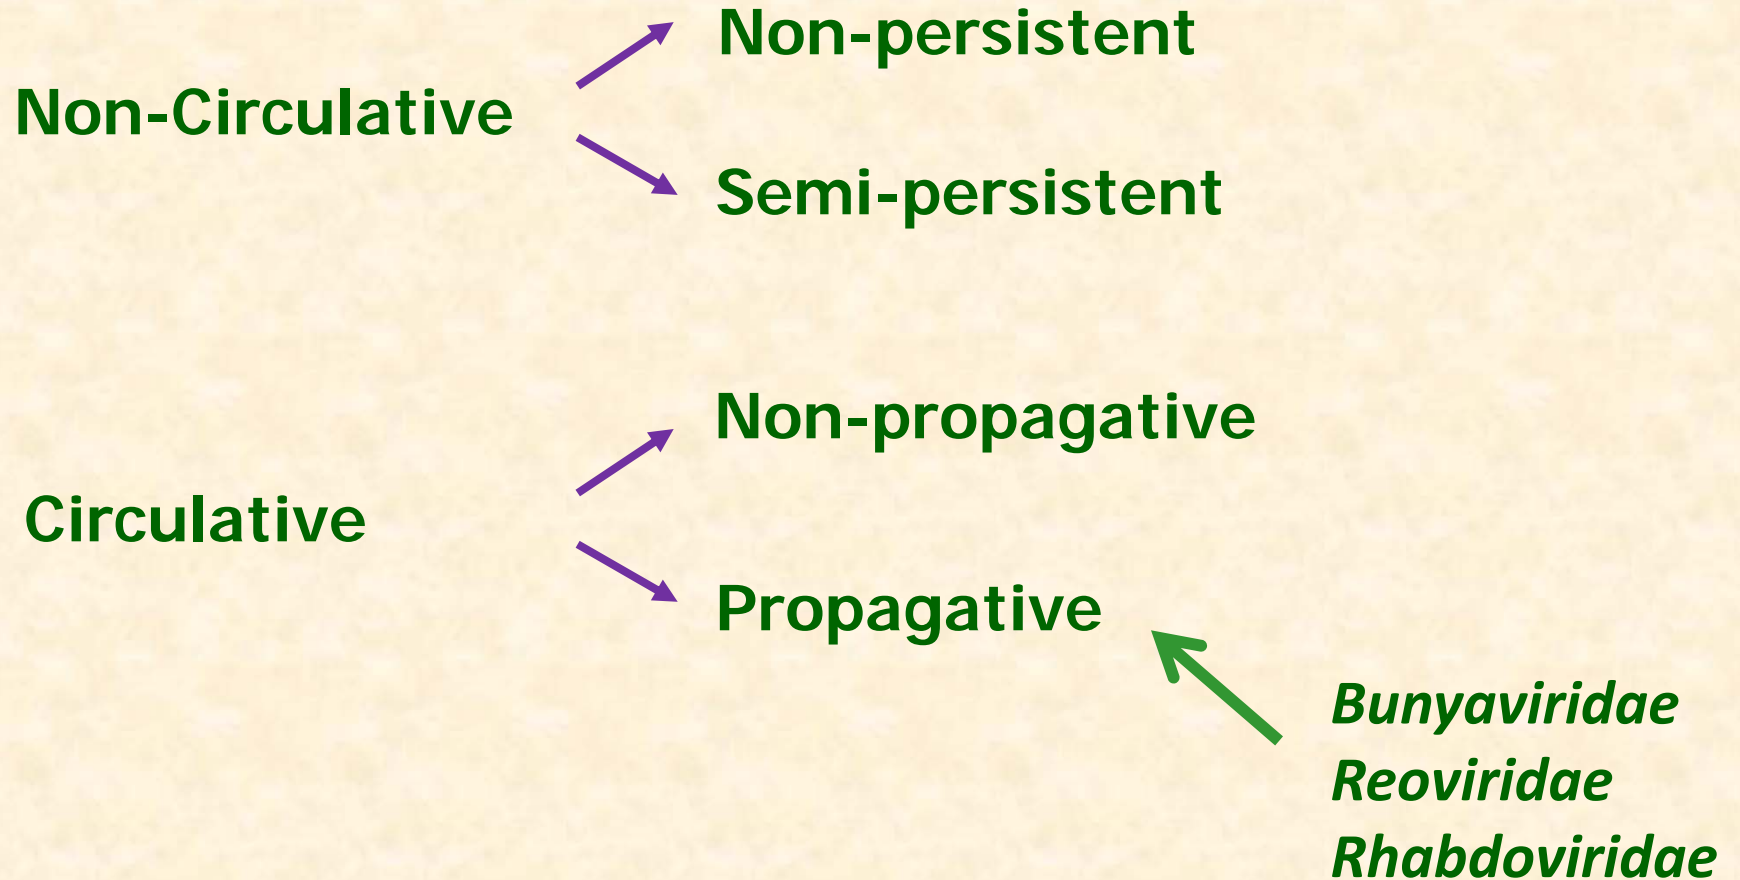 Non-persistent
Non-Circulative
Semi-persistent
Non-propagative
Circulative
Propagative
Bunyaviridae
Reoviridae
Rhabdoviridae